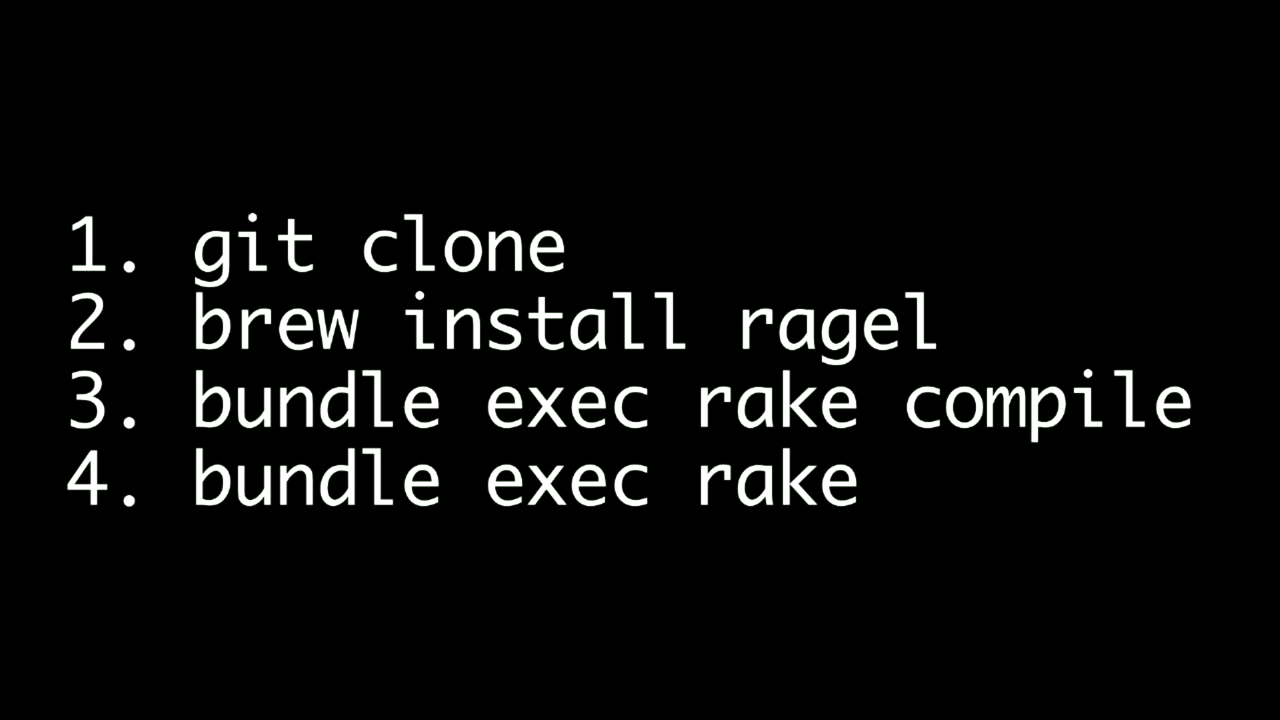 1. git clone
2. brew install ragel
3. bundle exec rake compile
4. bundle exec rake